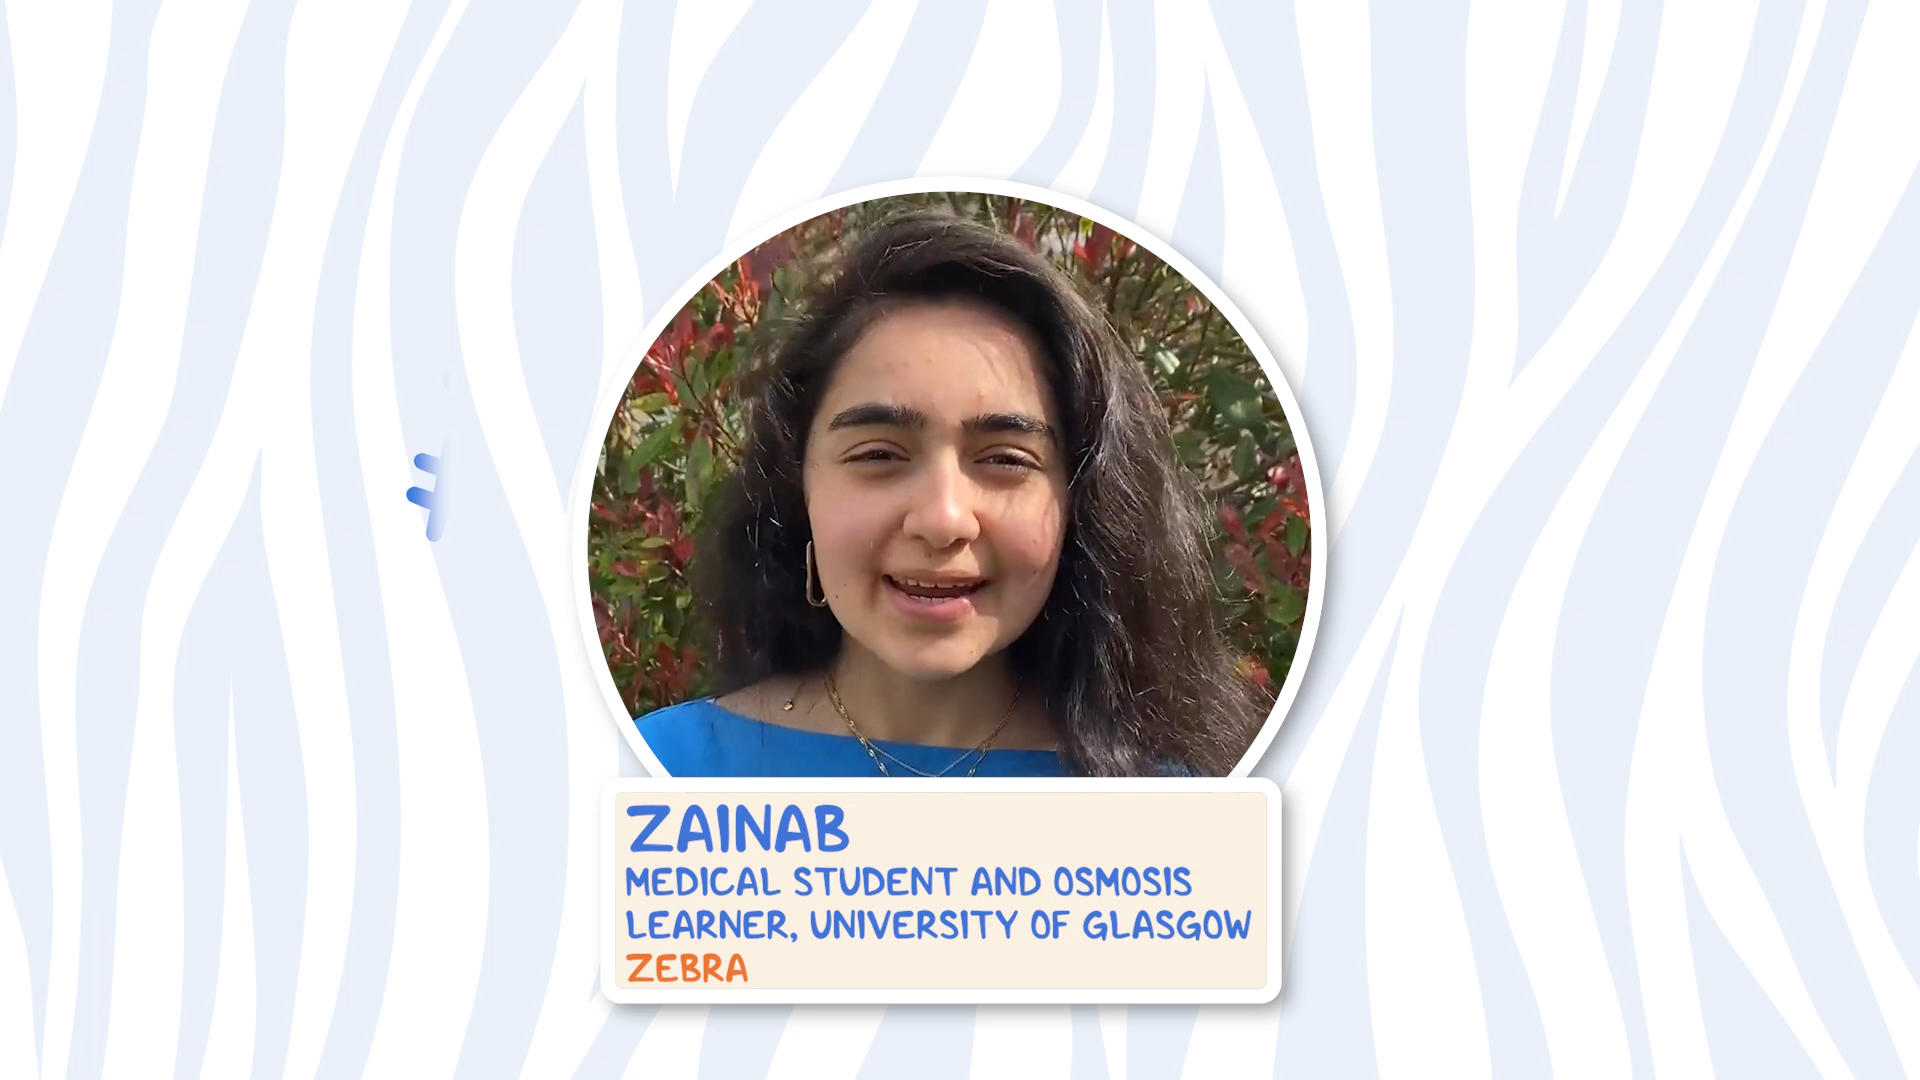 ZAINAB
MEDICAL STUDENT AND OSMOSIS
LEARNER, UNIVERSITY OF GLASGOW
ZEBRA